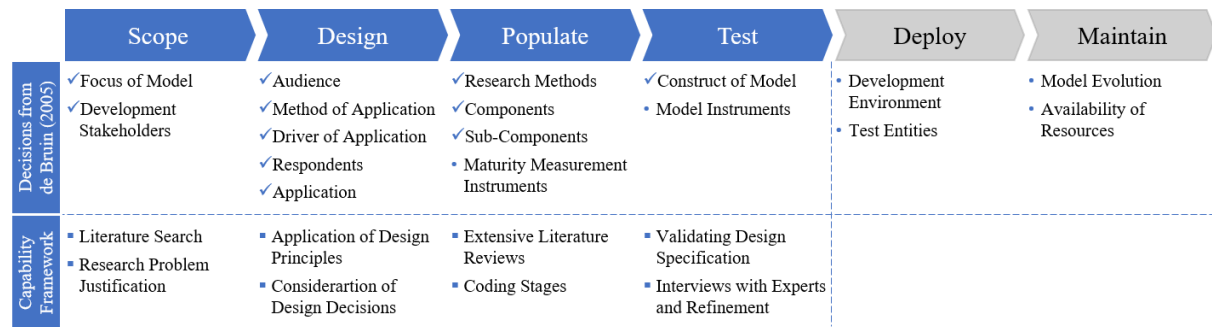 Scope
Design
Populate
Test
Deploy
Maintain
Decisions from
de Bruin (2005)
✓Focus of Model
✓Development
Stakeholders
✓Audience
✓Method of Application
✓Driver of Application
✓Respondents
✓Application
✓Research Methods
✓Components
✓Sub-Components
• Maturity Measurement
Instruments
✓Construct of Model
• Model Instruments
• Development
Environment
• Test Entities
• Model Evolution
• Availability of
Resources
Capability
Framework
▪ Literature Search
▪ Research Problem
Justification
▪ Application of Design
Principles
▪ Considerartion of
Design Decisions
▪ Extensive Literature
Reviews
▪ Coding Stages
▪ Validating Design
Specification
▪ Interviews with Experts
and Refinement